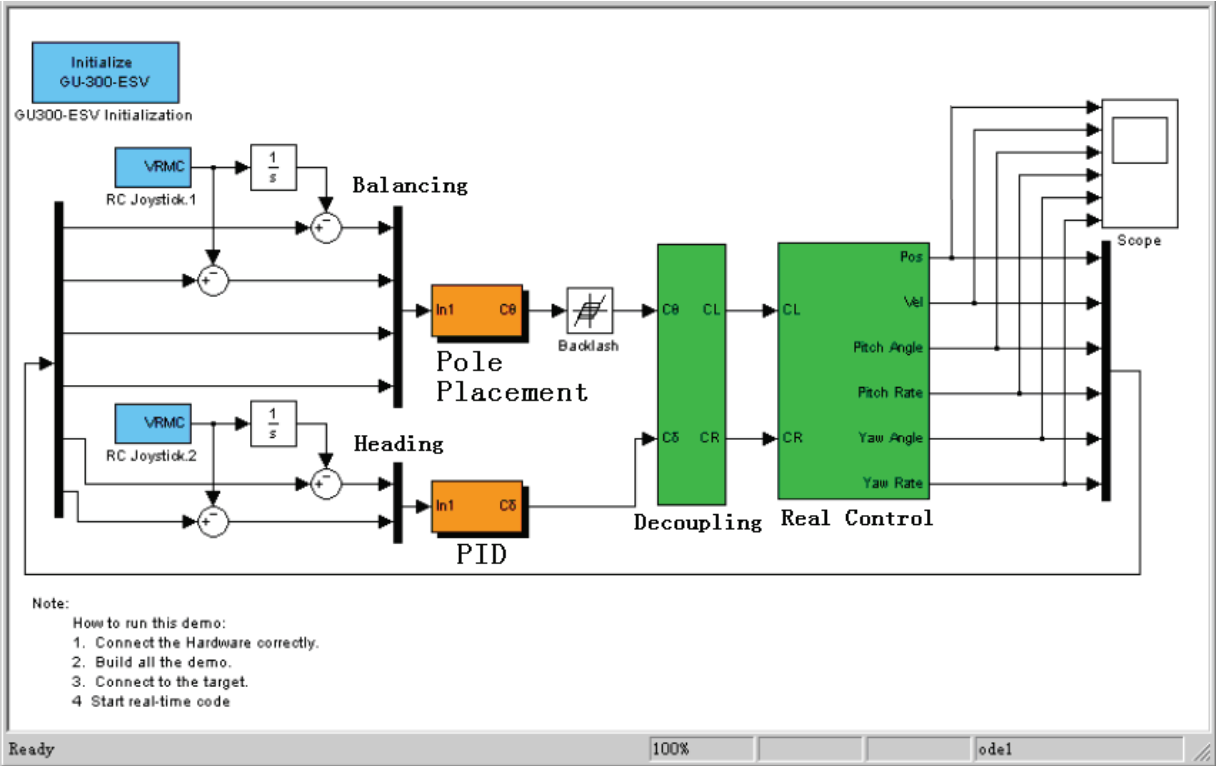 Initialize
GU-300-ESV
GU300-ESV Initialization
VRMC
RC Joystick.1
1
s
Balancing
In1 Cθ
Pole
Placement
Backlash
Cθ CL
Cδ CR
Decoupling
CL
CR
Pos
Vel
Pitch Angle
Pitch Rate
Yaw Angle
Yaw Rate
Real Control
Scope
VRMC
RC Joystick.2
1
s
Heading
In1 Cδ
PID
Note:
How to run this demo:
1. Connect the Hardware correctly.
2. Build all the demo.
3. Connect to the target.
4 Start real-time code
Ready 100% ode1